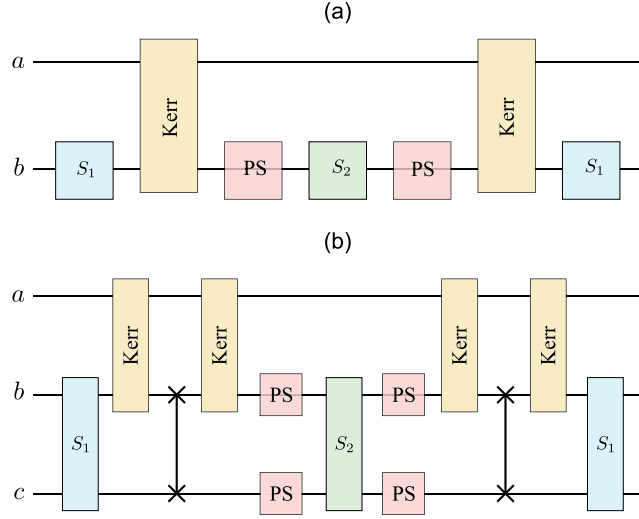 (a)
a
Kerr Kerr
b S₁ PS S₂ PS S₁
(b)
a
Kerr Kerr Kerr Kerr
b PS PS
S₁ S₂ S₁
c PS PS